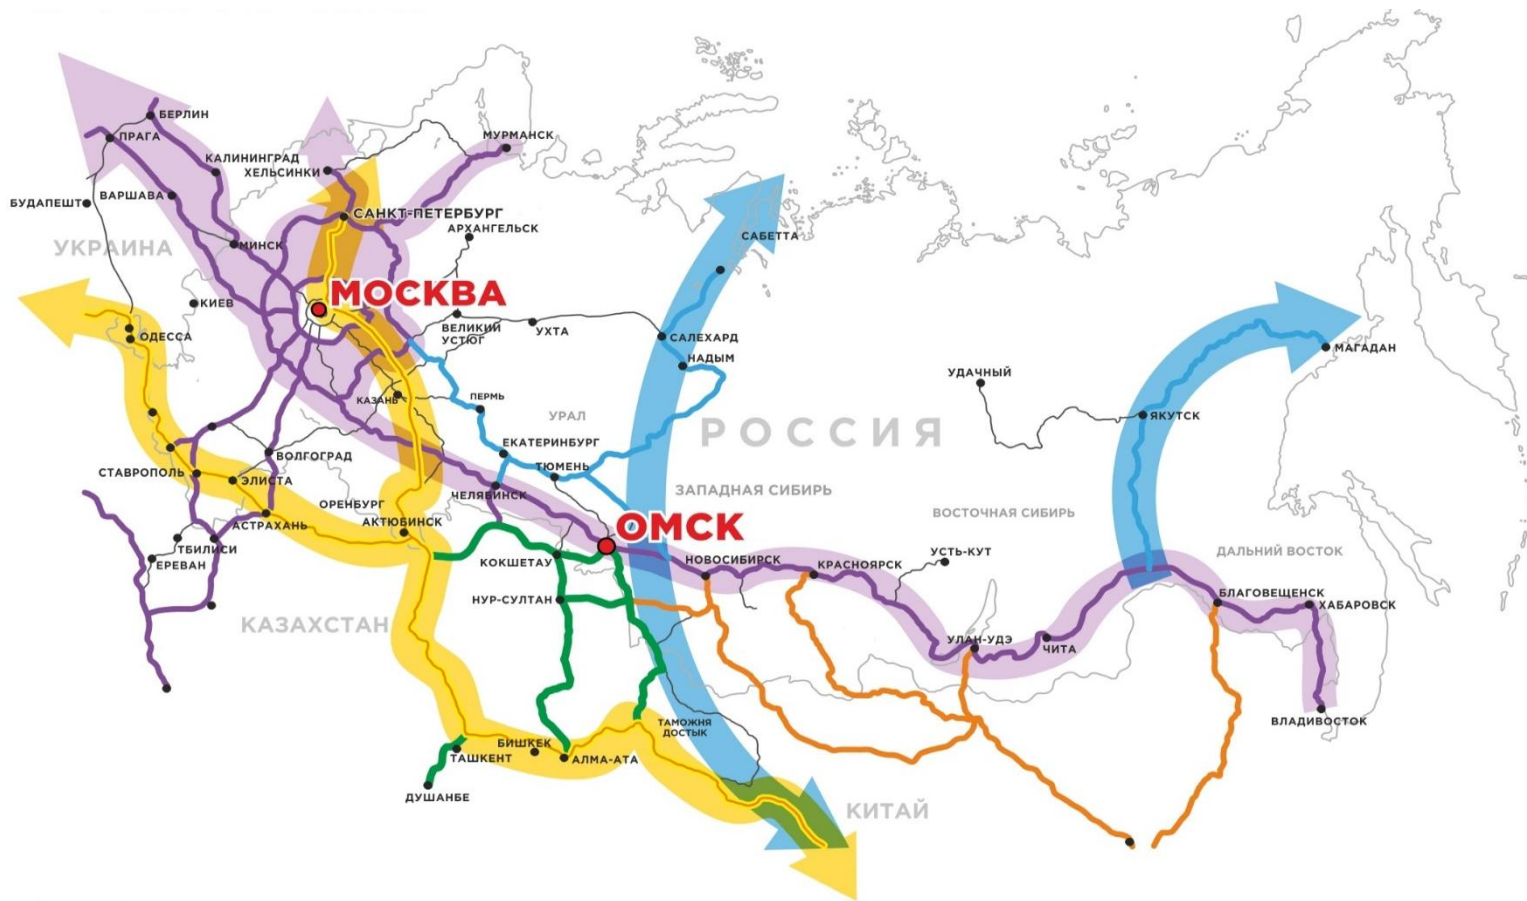 БЕРЛИН
ПРАГА
МУРМАНСК
КАЛИНИНГРАД
ХЕЛЬСИНКИ
ВАРШАВА
БУДАПЕШТ
САНКТ-ПЕТЕРБУРГ
АРХАНГЕЛЬСК
САБЕТТА
УКРАИНА
МИНСК
КИЕВ
МОСКВА
ОДЕССА
ВЕЛИКИЙ
УСТЮГ
УХТА
САЛЕХАРД
НАДЫМ
МАГАДАН
УДАЧНЫЙ
КАЗАНЬ
ПЕРМЬ
УРАЛ
РОССИЯ
ЯКУТСК
ВОЛГОГРАД
ЕКАТЕРИНБУРГ
ТЮМЕНЬ
СТАВРОПОЛЬ
ЭЛИСТА
ЧЕЛЯБИНСК
ЗАПАДНАЯ СИБИРЬ
ОРЕНБУРГ
АСТРАХАНЬ
АКТЮБИНСК
ОМСК
ВОСТОЧНАЯ СИБИРЬ
ТБИЛИСИ
ЕРЕВАН
КОКШЕТАУ
НОВОСИБИРСК
КРАСНОЯРСК
УСТЬ-КУТ
ДАЛЬНИЙ ВОСТОК
НУР-СУЛТАН
БЛАГОВЕЩЕНСК
ХАБАРОВСК
КАЗАХСТАН
УЛАН-УДЭ
ЧИТА
ВЛАДИВОСТОК
ТАМОЖНЯ
ДОСТЫК
БИШКЕК
ТАШКЕНТ
АЛМА-АТА
ДУШАНБЕ
КИТАЙ